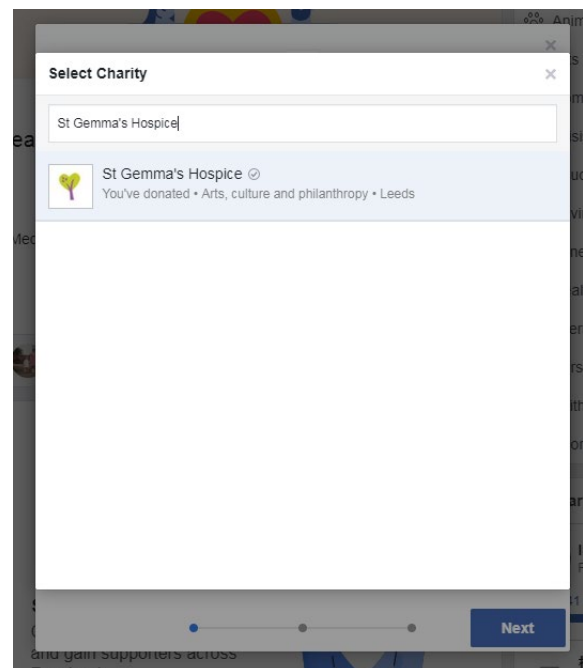 Select Charity
St Gemma's Hospice
St Gemma's Hospice
You've donated • Arts, culture and philanthropy • Leeds
Next
and gain supporters across